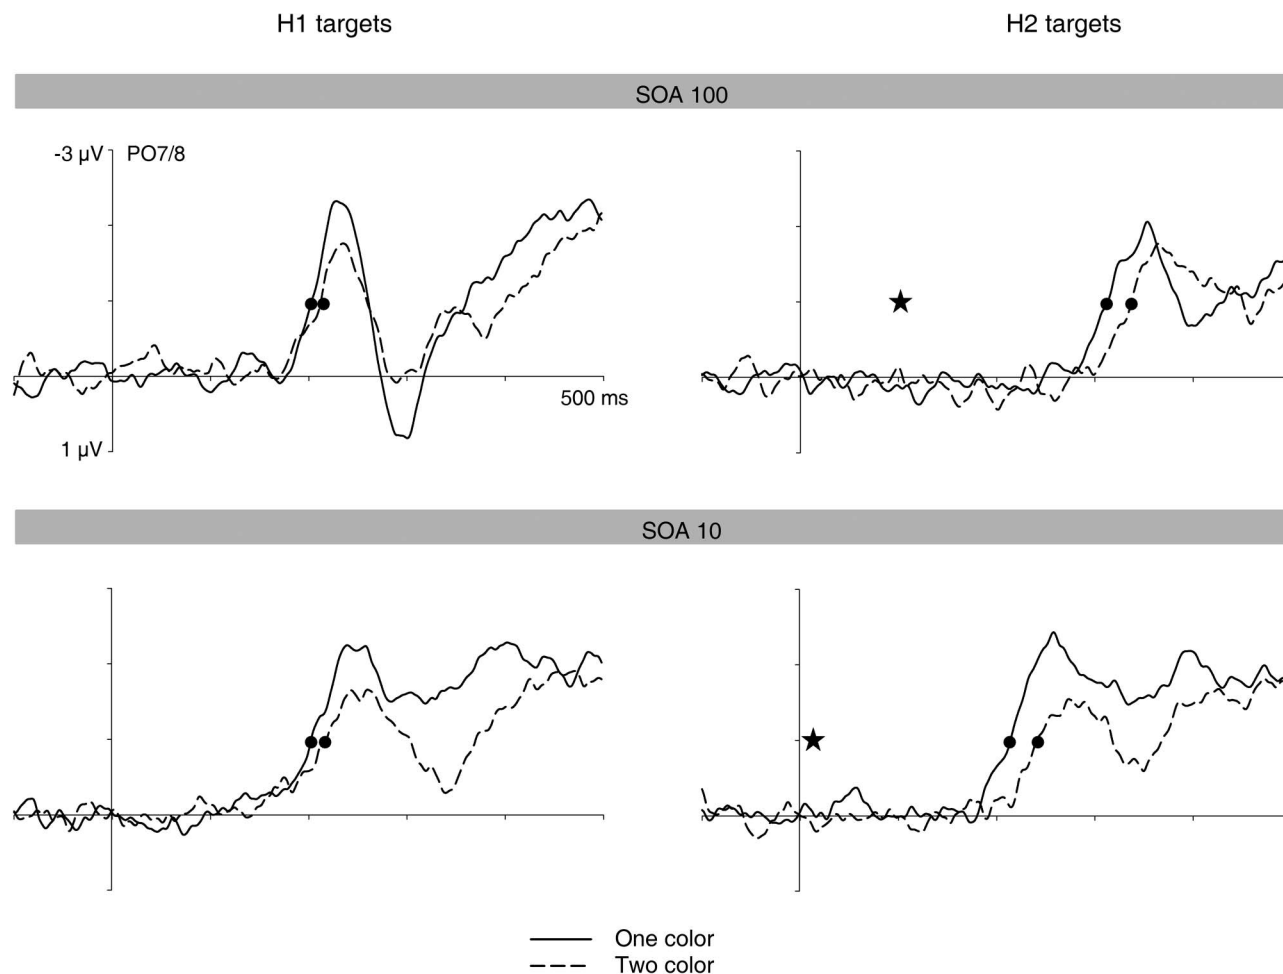 H1 targets
H2 targets
SOA 100
-3 µV
PO7/8
500 ms
1 µV
SOA 10
One color
Two color